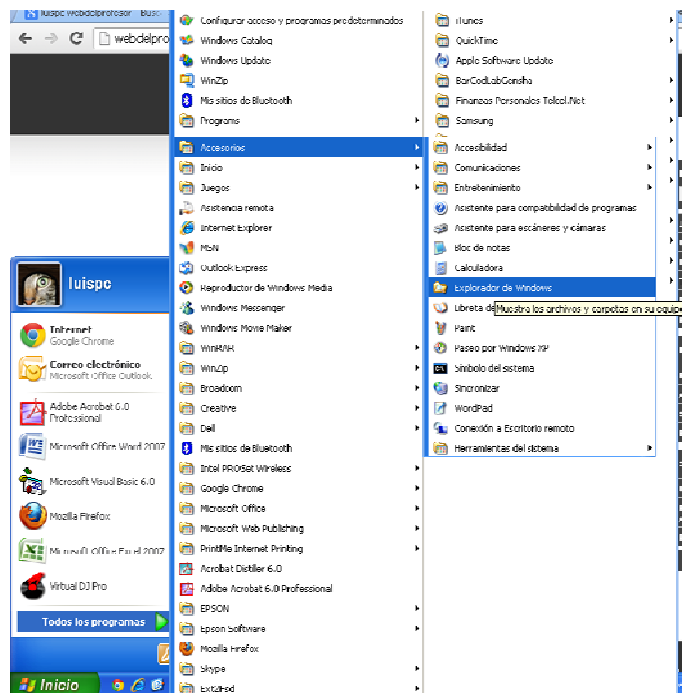 luispc webdelprofesor - Busc
webdelpro
luispc
Internet
Google Chrome
Correo electrónico
Microsoft Office Outlook
Adobe Acrobat 6.0
Professional
Microsoft Office Word 2007
Microsoft Visual Basic 6.0
Mozilla Firefox
Microsoft Office Excel 2007
Virtual DJ Pro
Todos los programas
Inicio
Configurar acceso y programas predeterminados
Windows Catalog
Windows Update
WinZip
Mis sitios de Bluetooth
Programs
Accesorios
Inicio
Juegos
Asistencia remota
Internet Explorer
MSN
Outlook Express
Reproductor de Windows Media
Windows Messenger
Windows Movie Maker
WinRAR
WinZip
Broadcom
Creative
Dell
Mis sitios de Bluetooth
Intel PROSet Wireless
Google Chrome
Microsoft Office
Microsoft Web Publishing
PrintMe Internet Printing
Acrobat Distiller 6.0
Adobe Acrobat 6.0 Professional
EPSON
Epson Software
Mozilla Firefox
Skype
Ext2Fsd
iTunes
QuickTime
Apple Software Update
BarCodLabGensha
Finanzas Personales Telcel.Net
Samsung
Accesibilidad
Comunicaciones
Entretenimiento
Asistente para compatibilidad de programas
Asistente para escáneres y cámaras
Bloc de notas
Calculadora
Explorador de Windows
Libreta de
Muestra los archivos y carpetas en su equipo
Paint
Paseo por Windows XP
Símbolo del sistema
Sincronizar
WordPad
Conexión a Escritorio remoto
Herramientas del sistema